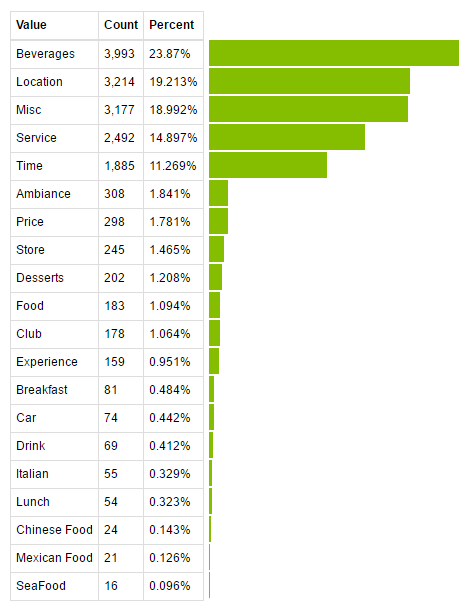 Value Count Percent
Beverages 3,993 23.87%
Location 3,214 19.213%
Misc 3,177 18.992%
Service 2,492 14.897%
Time 1,885 11.269%
Ambiance 308 1.841%
Price 298 1.781%
Store 245 1.465%
Desserts 202 1.208%
Food 183 1.094%
Club 178 1.064%
Experience 159 0.951%
Breakfast 81 0.484%
Car 74 0.442%
Drink 69 0.412%
Italian 55 0.329%
Lunch 54 0.323%
Chinese Food 24 0.143%
Mexican Food 21 0.126%
SeaFood 16 0.096%